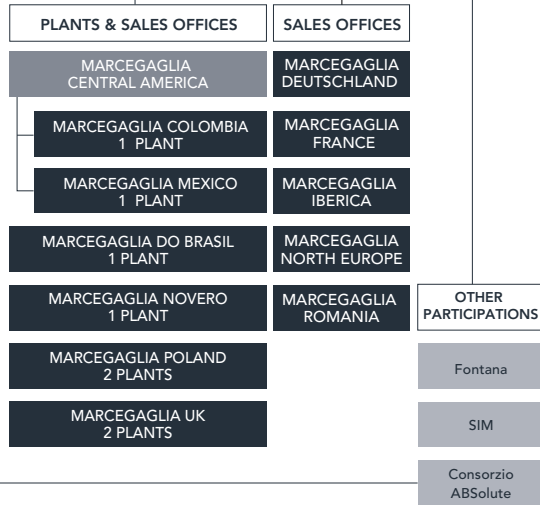 PLANTS & SALES OFFICES
MARCEGAGLIA
CENTRAL AMERICA
MARCEGAGLIA COLOMBIA
1 PLANT
MARCEGAGLIA MEXICO
1 PLANT
MARCEGAGLIA DO BRASIL
1 PLANT
MARCEGAGLIA NOVERO
1 PLANT
MARCEGAGLIA POLAND
2 PLANTS
MARCEGAGLIA UK
2 PLANTS
SALES OFFICES
MARCEGAGLIA
DEUTSCHLAND
MARCEGAGLIA
FRANCE
MARCEGAGLIA
IBERICA
MARCEGAGLIA
NORTH EUROPE
MARCEGAGLIA
ROMANIA
OTHER
PARTICIPATIONS
Fontana
SIM
Consorzio
ABSolute